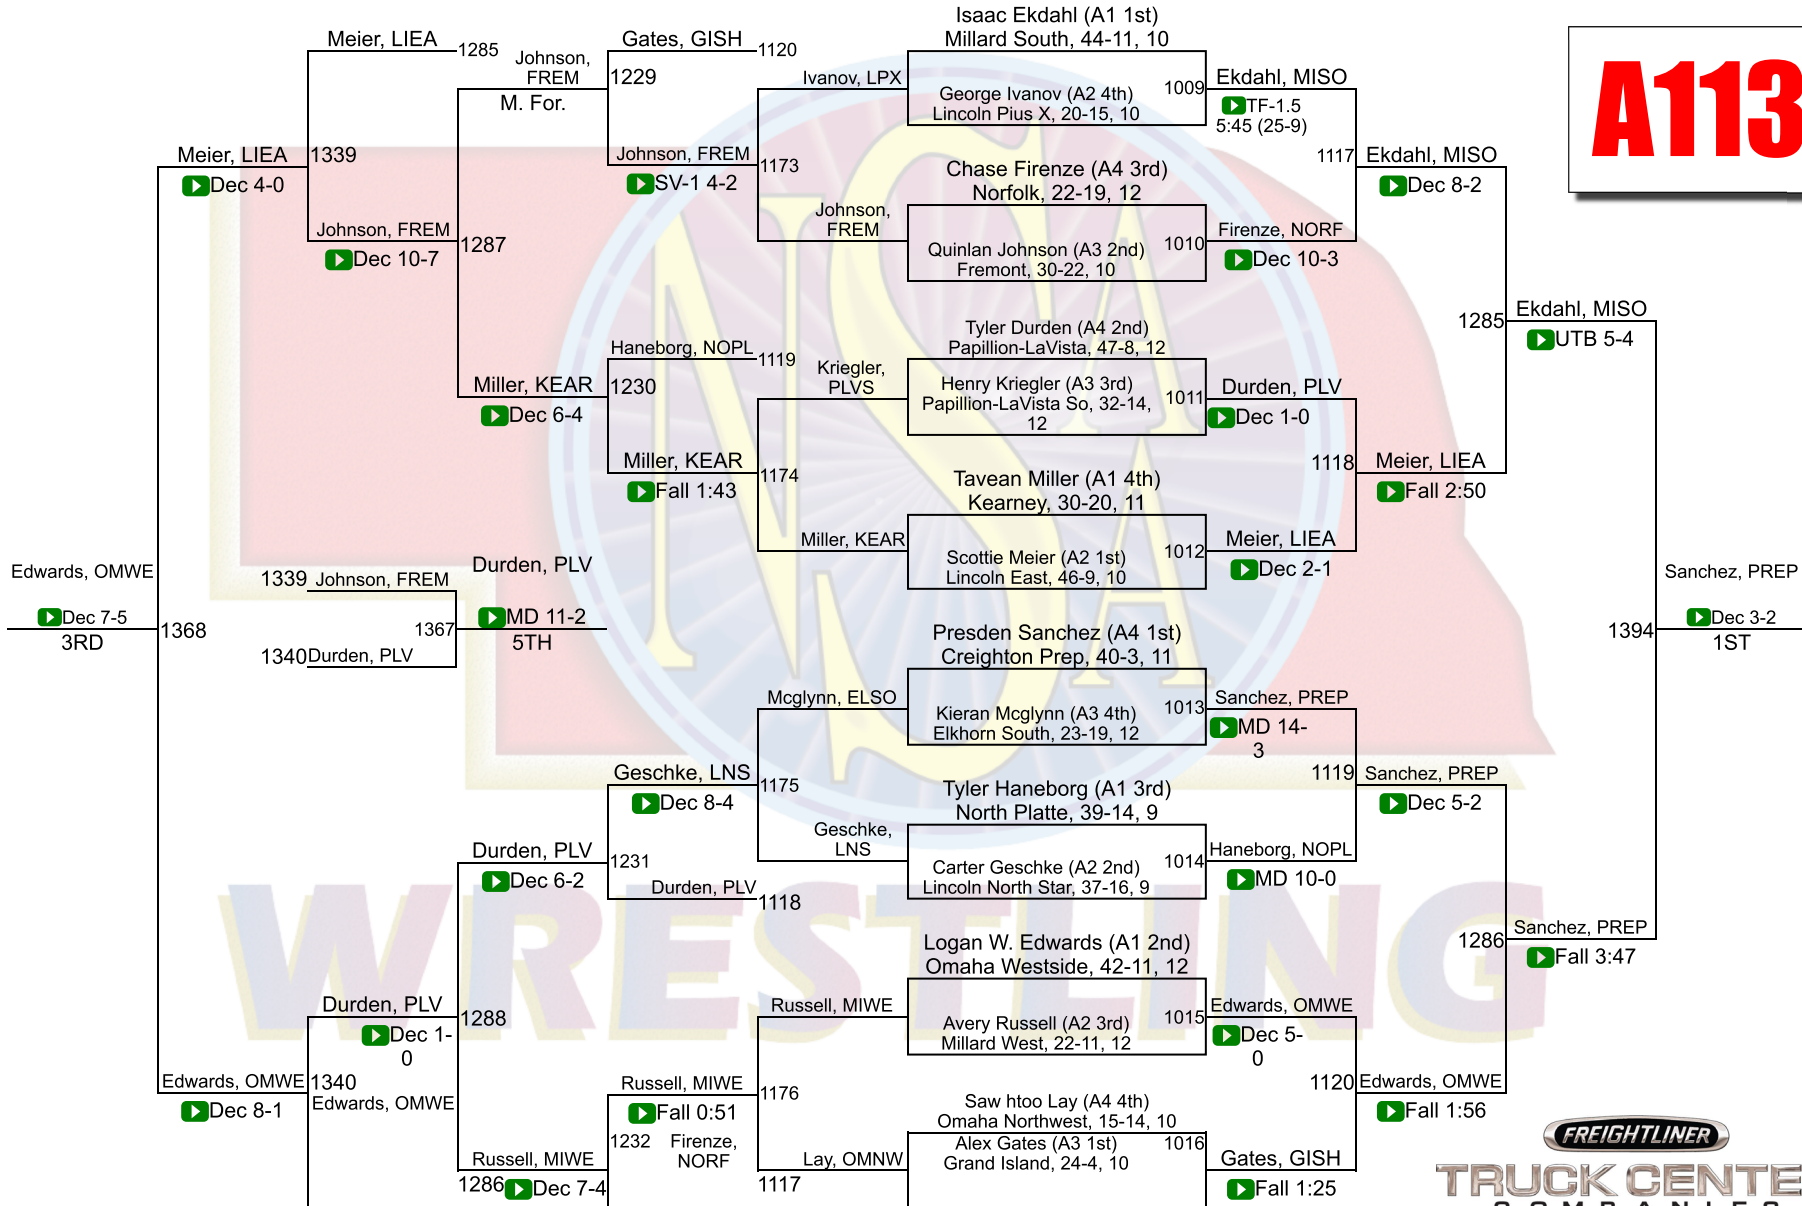 Isaac Ekdahl (A1 1st)
Millard South, 44-11, 10
George Ivanov (A2 4th)
Lincoln Pius X, 20-15, 10
1009
Chase Firenze (A4 3rd)
Norfolk, 22-19, 12
Quinlan Johnson (A3 2nd)
Fremont, 30-22, 10
1010
Tyler Durden (A4 2nd)
Papillion-LaVista, 47-8, 12
Henry Kriegler (A3 3rd)
Papillion-LaVista So, 32-14,
12
1011
Tavean Miller (A1 4th)
Kearney, 30-20, 11
Scottie Meier (A2 1st)
Lincoln East, 46-9, 10
1012
Presden Sanchez (A4 1st)
Creighton Prep, 40-3, 11
Kieran Mcglynn (A3 4th)
Elkhorn South, 23-19, 12
1013
Tyler Haneborg (A1 3rd)
North Platte, 39-14, 9
Carter Geschke (A2 2nd)
Lincoln North Star, 37-16, 9
1014
Logan W. Edwards (A1 2nd)
Omaha Westside, 42-11, 12
Avery Russell (A2 3rd)
Millard West, 22-11, 12
1015
Saw htoo Lay (A4 4th)
Omaha Northwest, 15-14, 10
Alex Gates (A3 1st)
Grand Island, 24-4, 10
1016
Ekdahl, MISO
TF-1.5
5:45 (25-9)
Firenze, NORF
Dec 10-3
Durden, PLV
Dec 1-0
Meier, LIEA
Dec 2-1
Sanchez, PREP
MD 14-
3
Haneborg, NOPL
MD 10-0
Edwards, OMWE
Dec 5-
0
Gates, GISH
Fall 1:25
1117
Ekdahl, MISO
Dec 8-2
1118
Meier, LIEA
Fall 2:50
1119
Sanchez, PREP
Dec 5-2
1120
Edwards, OMWE
Fall 1:56
1285
Ekdahl, MISO
UTB 5-4
1286
Sanchez, PREP
Fall 3:47
1394
Sanchez, PREP
Dec 3-2
1ST
Ivanov, LPX
Johnson,
FREM
Kriegler,
PLVS
Miller, KEAR
Mcglynn, ELSO
Geschke,
LNS
Russell, MIWE
Lay, OMNW
Gates, GISH
1120
1229
Johnson, FREM
SV-1 4-2
1173
Haneborg, NOPL
1119
1230
Miller, KEAR
Fall 1:43
1174
Geschke, LNS
Dec 8-4
1175
1231
Durden, PLV
1118
Russell, MIWE
Fall 0:51
1176
1232
Firenze,
NORF
1117
Johnson,
FREM
M. For.
Miller, KEAR
Dec 6-4
Durden, PLV
Dec 6-2
Russell, MIWE
Dec 7-4
Meier, LIEA
1285
Johnson, FREM
Dec 10-7
1287
Durden, PLV
Dec 1-
0
1288
Edwards, OMWE
1286
Meier, LIEA
Dec 4-0
1339
Edwards, OMWE
Dec 8-1
1340
Edwards, OMWE
Dec 7-5
3RD
1368
1339
Johnson, FREM
1340
Durden, PLV
1367
Durden, PLV
MD 11-2
5TH
A113
NSAA
WRESTLING
FREIGHTLINER
TRUCK CENTE